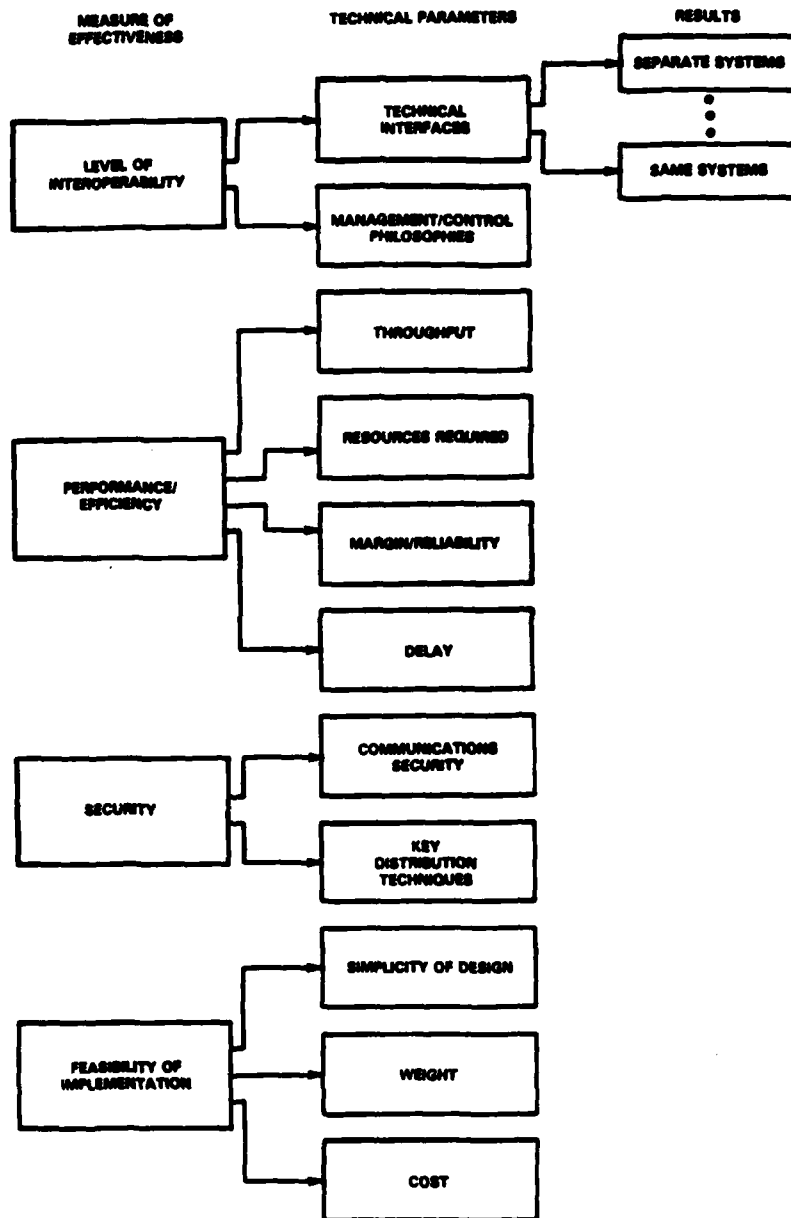 MEASURE OF
EFFECTIVENESS
TECHNICAL PARAMETERS
RESULTS
LEVEL OF
INTEROPERABILITY
TECHNICAL
INTERFACES
SEPARATE SYSTEMS
SAME SYSTEMS
MANAGEMENT/CONTROL
PHILOSOPHIES
PERFORMANCE/
EFFICIENCY
THROUGHPUT
RESOURCES REQUIRED
MARGIN/RELIABILITY
DELAY
SECURITY
COMMUNICATIONS
SECURITY
KEY
DISTRIBUTION
TECHNIQUES
FEASIBILITY OF
IMPLEMENTATION
SIMPLICITY OF DESIGN
WEIGHT
COST